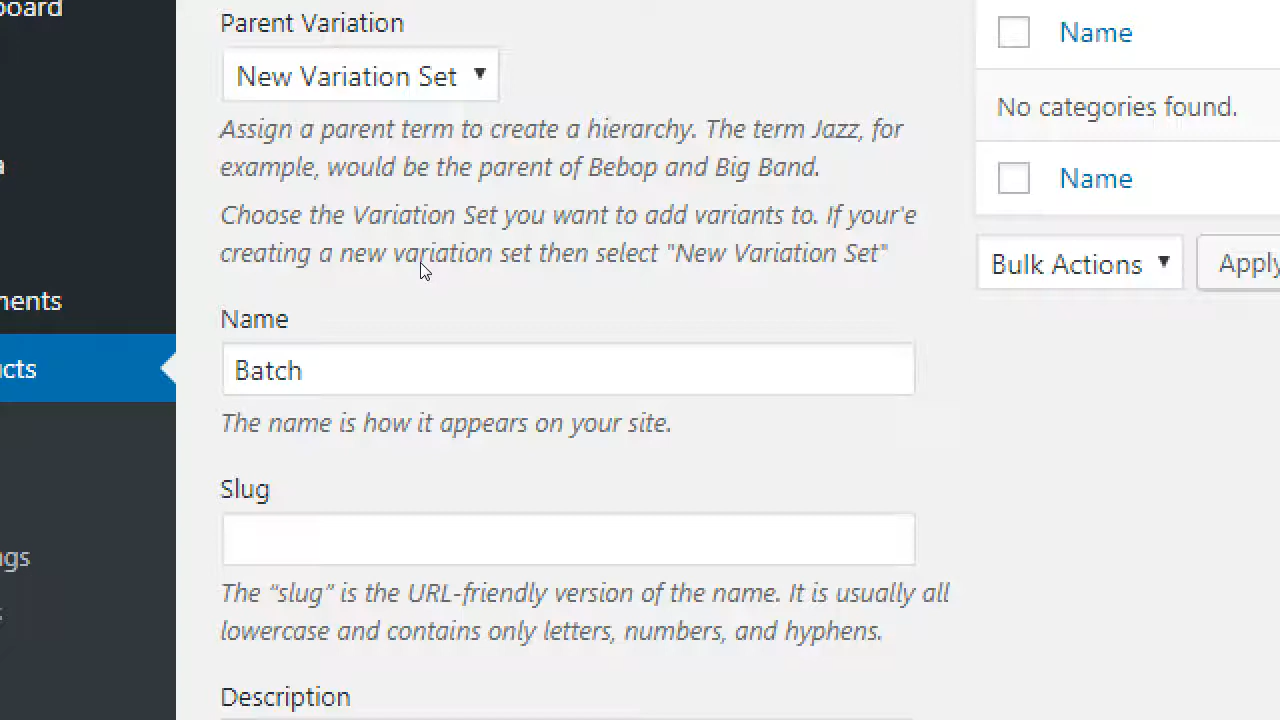 oard
Parent Variation
New Variation Set
Assign a parent term to create a hierarchy. The term Jazz, for
example, would be the parent of Bebop and Big Band.
Choose the Variation Set you want to add variants to. If your'e
creating a new variation set then select "New Variation Set"
Name
Batch
The name is how it appears on your site.
Slug
The “slug” is the URL-friendly version of the name. It is usually all
lowercase and contains only letters, numbers, and hyphens.
Description
Name
No categories found.
Name
Bulk Actions
Apply
nents
cts
gs